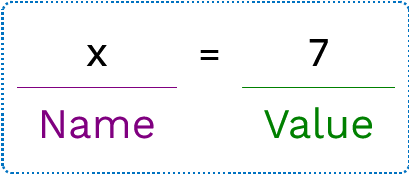 x = 7
Name Value